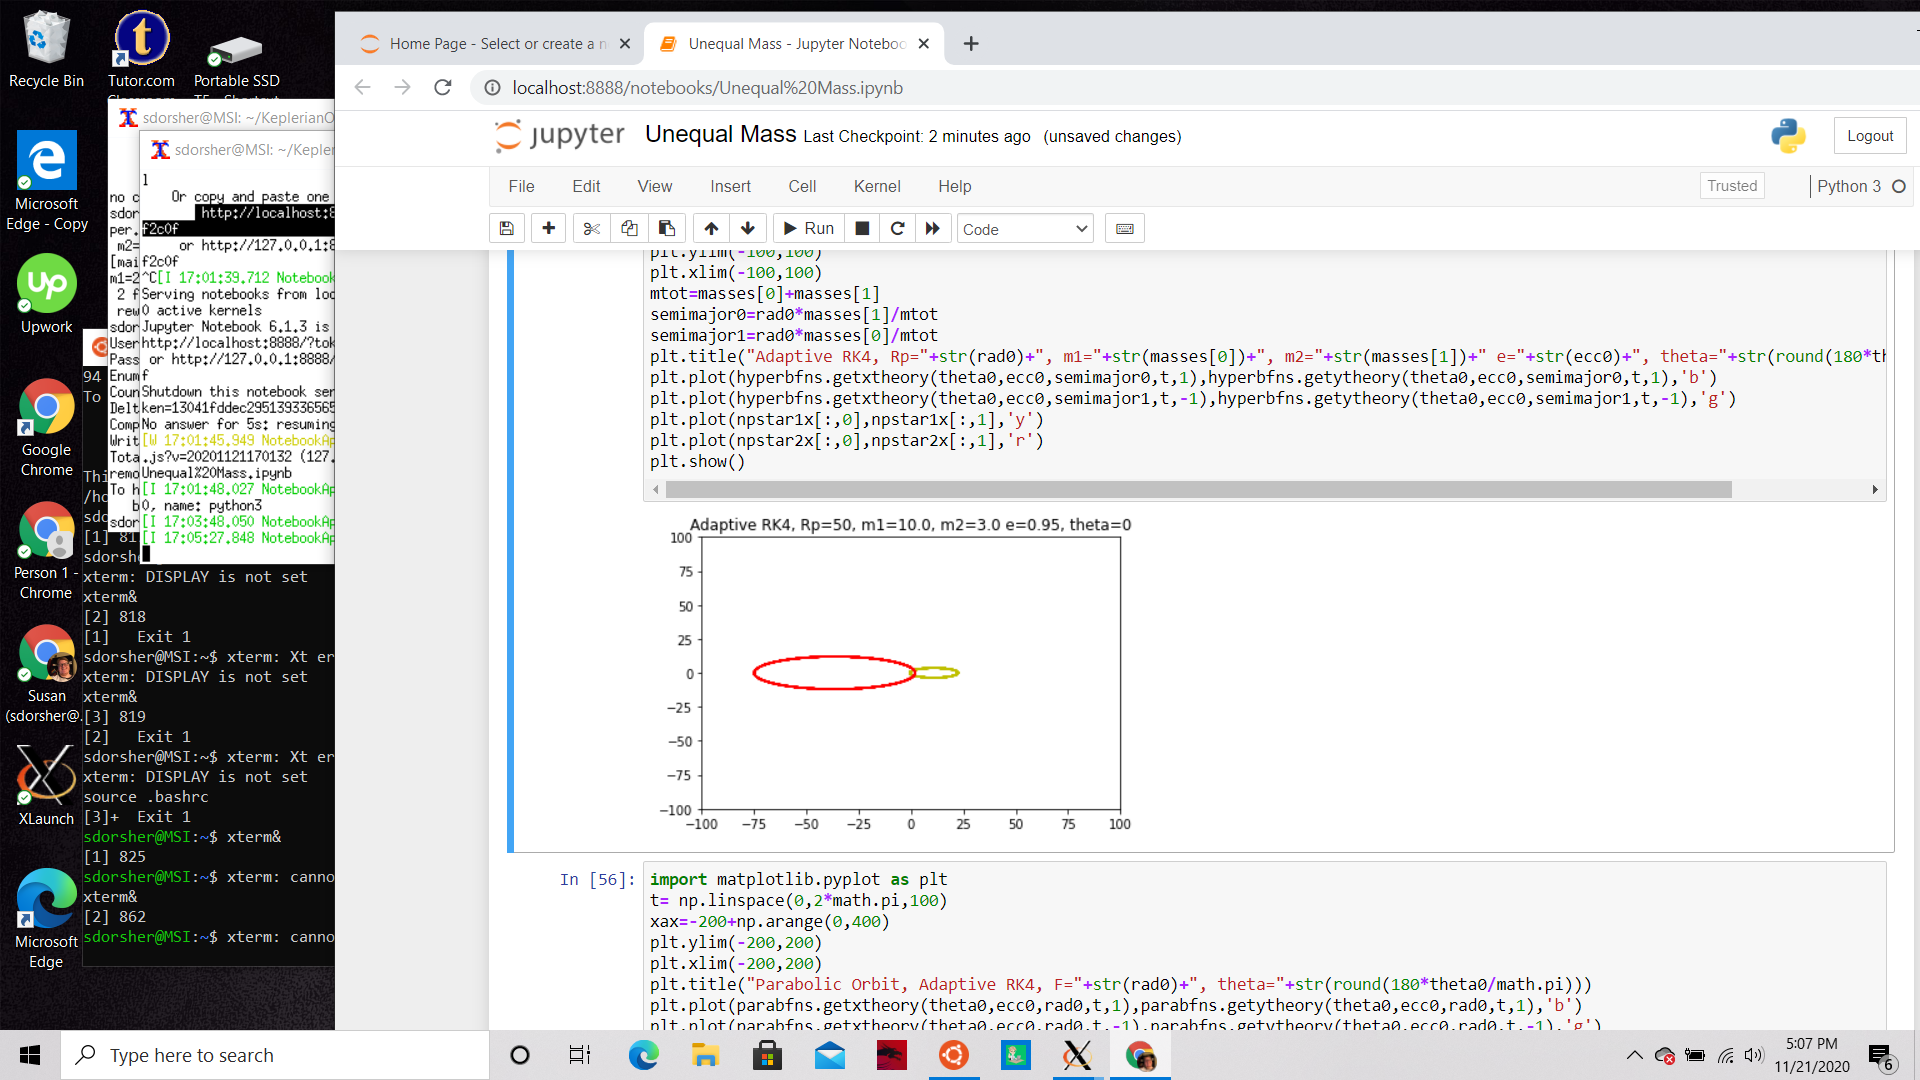 Recycle Bin
Tutor.com
Portable SSD
Microsoft
Edge - Copy
Upwork
Google
Chrome
Person 1 -
Chrome
Susan
(sdorsher@.
XLaunch
Microsoft
Edge
sdorsher@MSI: ~/KeplerianO
sdorsher@MSI: ~/Kepler
Or copy and paste one
http://localhost:8
f2c0f
or http://127.0.0.1:8
f2c0f
^C[I 17:01:39.712 Notebook
Serving notebooks from loc
0 active kernels
Jupyter Notebook 6.1.3 is
http://localhost:8888/?tok
or http://127.0.0.1:8888/
f
Shutdown this notebook ser
ken=13041fddec295139336565
No answer for 5s: resuming
[W 17:01:45.949 NotebookAp
.js?v=20201121170132 (127.
Unequal%20Mass.ipynb
[I 17:01:48.027 NotebookAp
0, name: python3
[I 17:03:48.050 NotebookAp
[I 17:05:27.848 NotebookAp
xterm: DISPLAY is not set
xterm&
[2] 818
[1]   Exit 1
sdorsher@MSI:~$ xterm: Xt er
xterm: DISPLAY is not set
xterm&
[3] 819
[2]   Exit 1
sdorsher@MSI:~$ xterm: Xt er
xterm: DISPLAY is not set
source .bashrc
[3]+  Exit 1
sdorsher@MSI:~$ xterm&
[1] 825
sdorsher@MSI:~$ xterm: canno
xterm&
[2] 862
sdorsher@MSI:~$ xterm: canno
Home Page - Select or create a n
Unequal Mass - Jupyter Noteboo
localhost:8888/notebooks/Unequal%20Mass.ipynb
jupyter Unequal Mass Last Checkpoint: 2 minutes ago (unsaved changes)
Logout
File Edit View Insert Cell Kernel Help
Trusted
Python 3
Run
Code
plt.ylim(-100,100)
plt.xlim(-100,100)
mtot=masses[0]+masses[1]
semimajor0=rad0*masses[1]/mtot
semimajor1=rad0*masses[0]/mtot
plt.title("Adaptive RK4, Rp="+str(rad0)+", m1="+str(masses[0])+", m2="+str(masses[1])+" e="+str(ecc0)+", theta="+str(round(180*th
plt.plot(hyperbfns.getxtheory(theta0,ecc0,semimajor0,t,1),hyperbfns.getytheory(theta0,ecc0,semimajor0,t,1),'b')
plt.plot(hyperbfns.getxtheory(theta0,ecc0,semimajor1,t,-1),hyperbfns.getytheory(theta0,ecc0,semimajor1,t,-1),'g')
plt.plot(npstar1x[:,0],npstar1x[:,1],'y')
plt.plot(npstar2x[:,0],npstar2x[:,1],'r')
plt.show()
Adaptive RK4, Rp=50, m1=10.0, m2=3.0 e=0.95, theta=0
100
75
50
25
0
−25
−50
−75
−100
−100 −75 −50 −25 0 25 50 75 100
In [56]:
import matplotlib.pyplot as plt
t= np.linspace(0,2*math.pi,100)
xax=-200+np.arange(0,400)
plt.ylim(-200,200)
plt.xlim(-200,200)
plt.title("Parabolic Orbit, Adaptive RK4, F="+str(rad0)+", theta="+str(round(180*theta0/math.pi)))
plt.plot(parabfns.getxtheory(theta0,ecc0,rad0,t,1),parabfns.getytheory(theta0,ecc0,rad0,t,1),'b')
plt.plot(parabfns.getxtheory(theta0,ecc0,rad0,t,-1),parabfns.getytheory(theta0,ecc0,rad0,t,-1),'g')
Type here to search
5:07 PM
11/21/2020
6